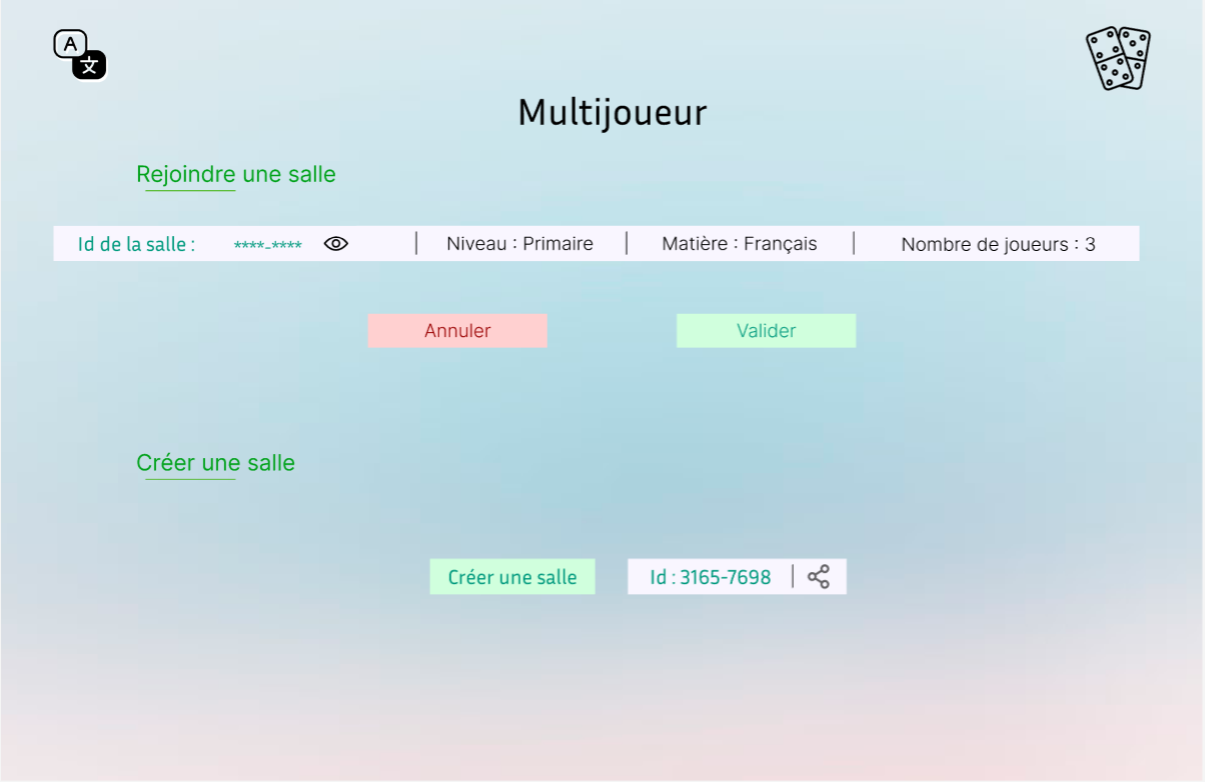 A
文
Multijoueur
Rejoindre une salle
Id de la salle : ****-**** | Niveau : Primaire | Matière : Français | Nombre de joueurs : 3
Annuler Valider
Créer une salle
Créer une salle Id : 3165-7698 |